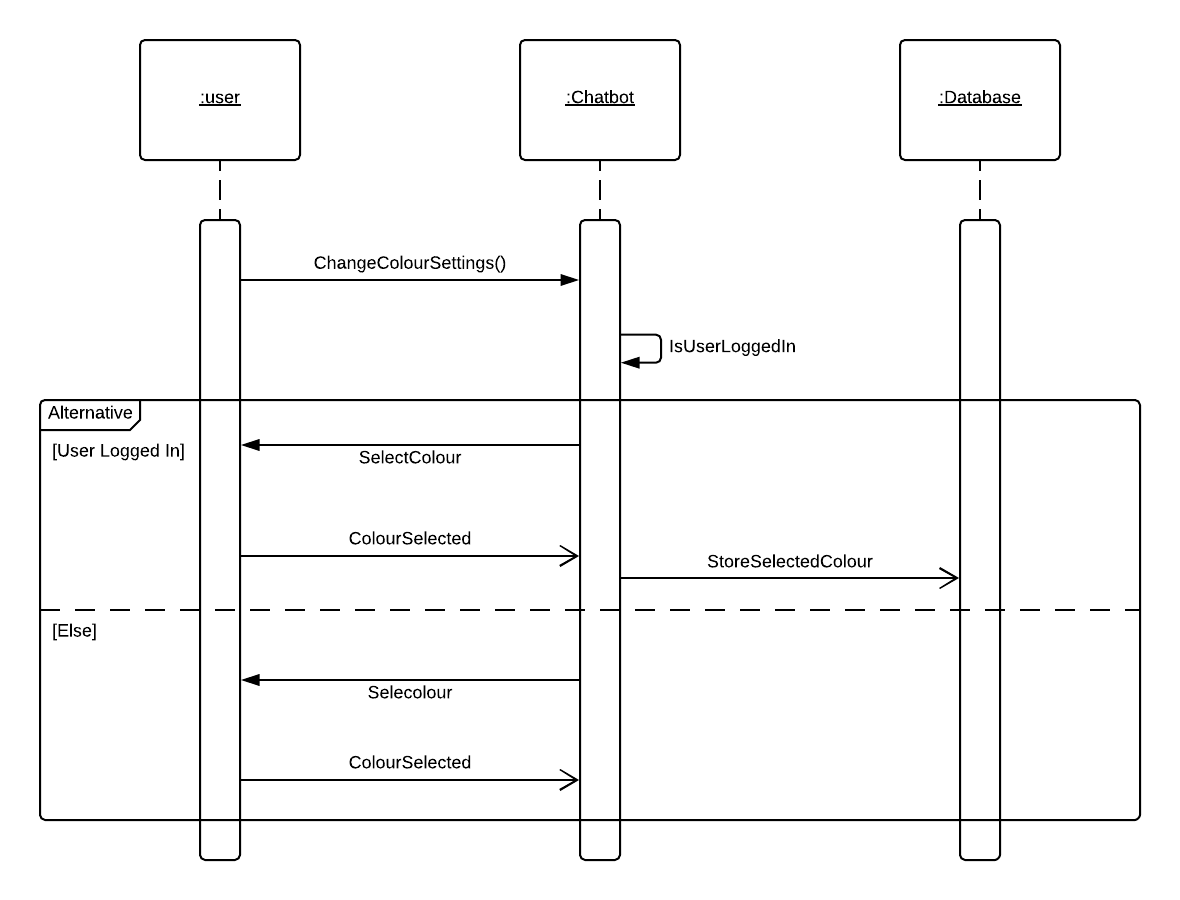 :user
:Chatbot
:Database
ChangeColourSettings()
IsUserLoggedIn
Alternative
[User Logged In]
SelectColour
ColourSelected
StoreSelectedColour
[Else]
Selecolour
ColourSelected